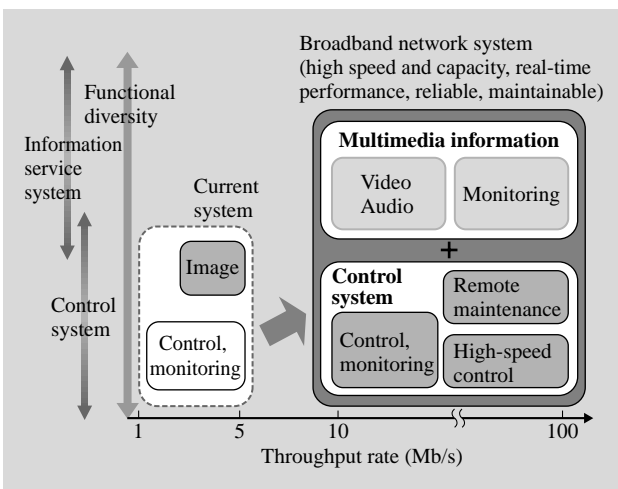 Broadband network system
(high speed and capacity, real-time
performance, reliable, maintainable)
Functional
diversity
Information
service
system
Control
system
Current
system
Image
Control,
monitoring
Multimedia information
Video
Audio
Monitoring
+
Control
system
Control,
monitoring
Remote
maintenance
High-speed
control
1
5
10
100
Throughput rate (Mb/s)